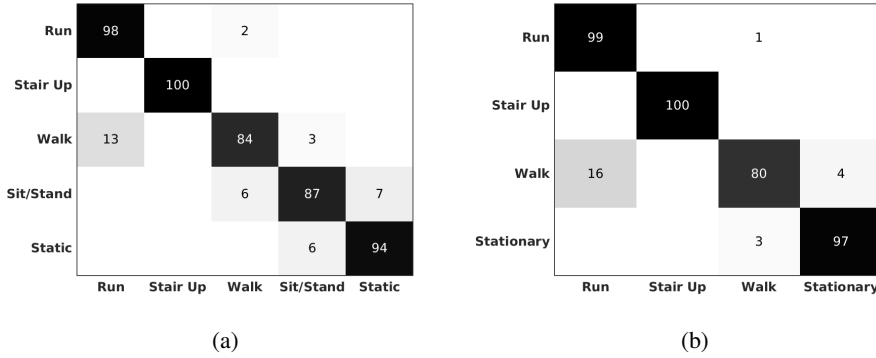 Run 98 2
Stair Up 100
Walk 13 84 3
Sit/Stand 6 87 7
Static 6 94
Run Stair Up Walk Sit/Stand Static
(a)
Run 99 1
Stair Up 100
Walk 16 80 4
Stationary 3 97
Run Stair Up Walk Stationary
(b)